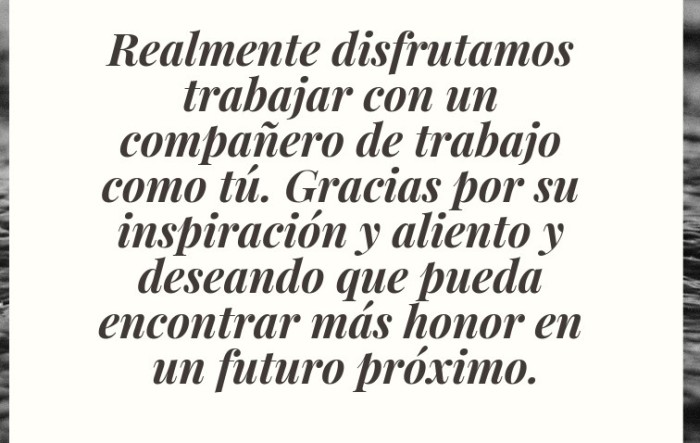 Realmente disfrutamos
trabajar con un
compañero de trabajo
como tú. Gracias por su
inspiración y aliento y
deseando que pueda
encontrar más honor en
un futuro próximo.